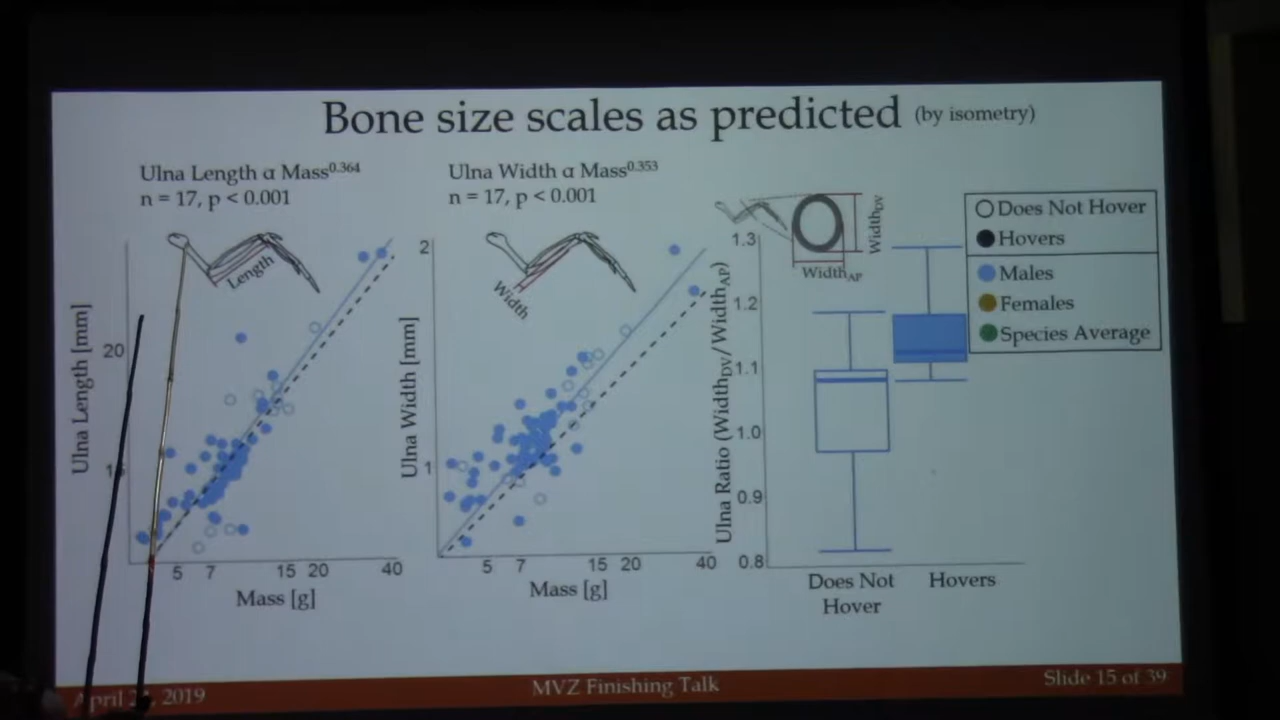 Bone size scales as predicted (by isometry)
Ulna Length α Mass0.364
n = 17, p < 0.001
Length
Ulna Length [mm]
20
5 7 15 20 40
Mass [g]
Ulna Width α Mass0.353
n = 17, p < 0.001
Width
Ulna Width [mm]
2
1
5 7 15 20 40
Mass [g]
WidthDV
WidthAP
Ulna Ratio (WidthDV/WidthAP)
1.3
1.2
1.1
1.0
0.9
0.8
Does Not
Hover
Hovers
Does Not Hover
Hovers
Males
Females
Species Average
April 2019
MVZ Finishing Talk
Slide 15 of 39